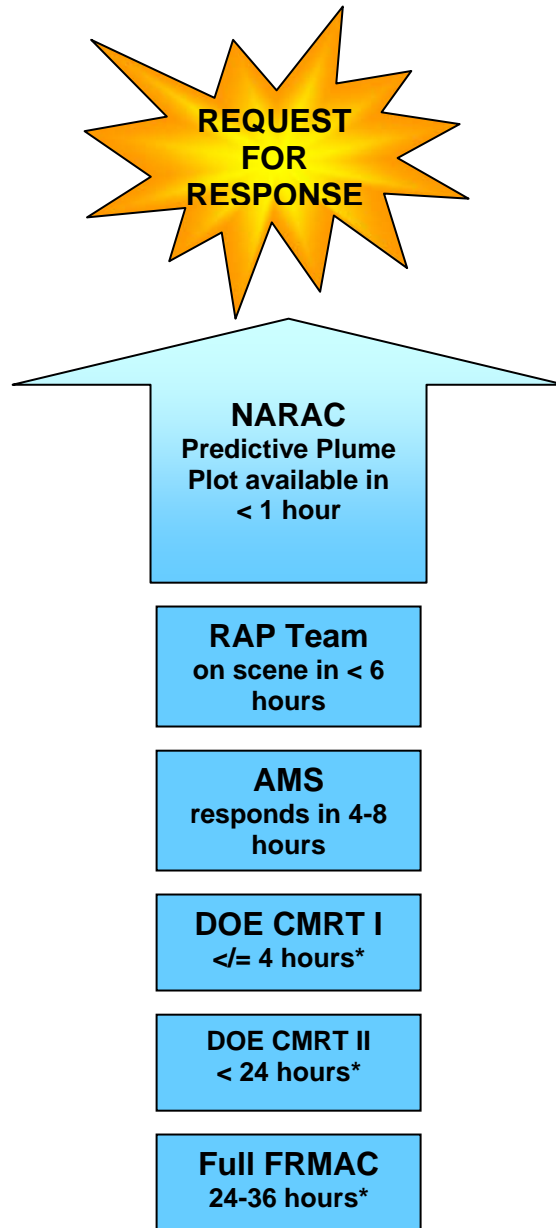 REQUEST
FOR
RESPONSE
NARAC
Predictive Plume
Plot available in
< 1 hour
RAP Team
on scene in < 6
hours
AMS
responds in 4-8
hours
DOE CMRT I
</= 4 hours*
DOE CMRT II
< 24 hours*
Full FRMAC
24-36 hours*